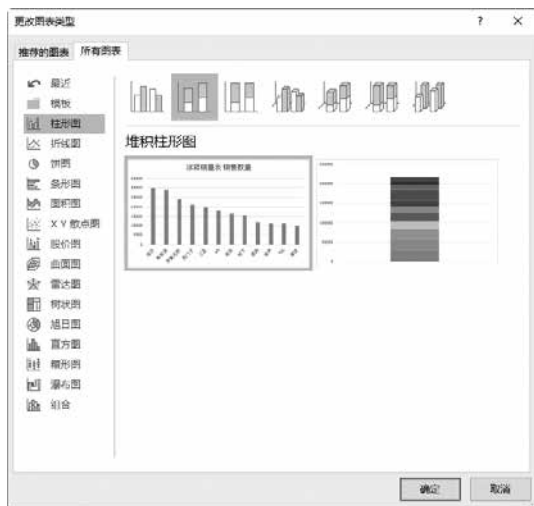 更改图表类型
? ×
推荐的图表 所有图表
最近
模板
柱形图
折线图
饼图
条形图
面积图
X Y 散点图
股价图
曲面图
雷达图
树状图
旭日图
直方图
箱形图
瀑布图
组合
堆积柱形图
确定 取消